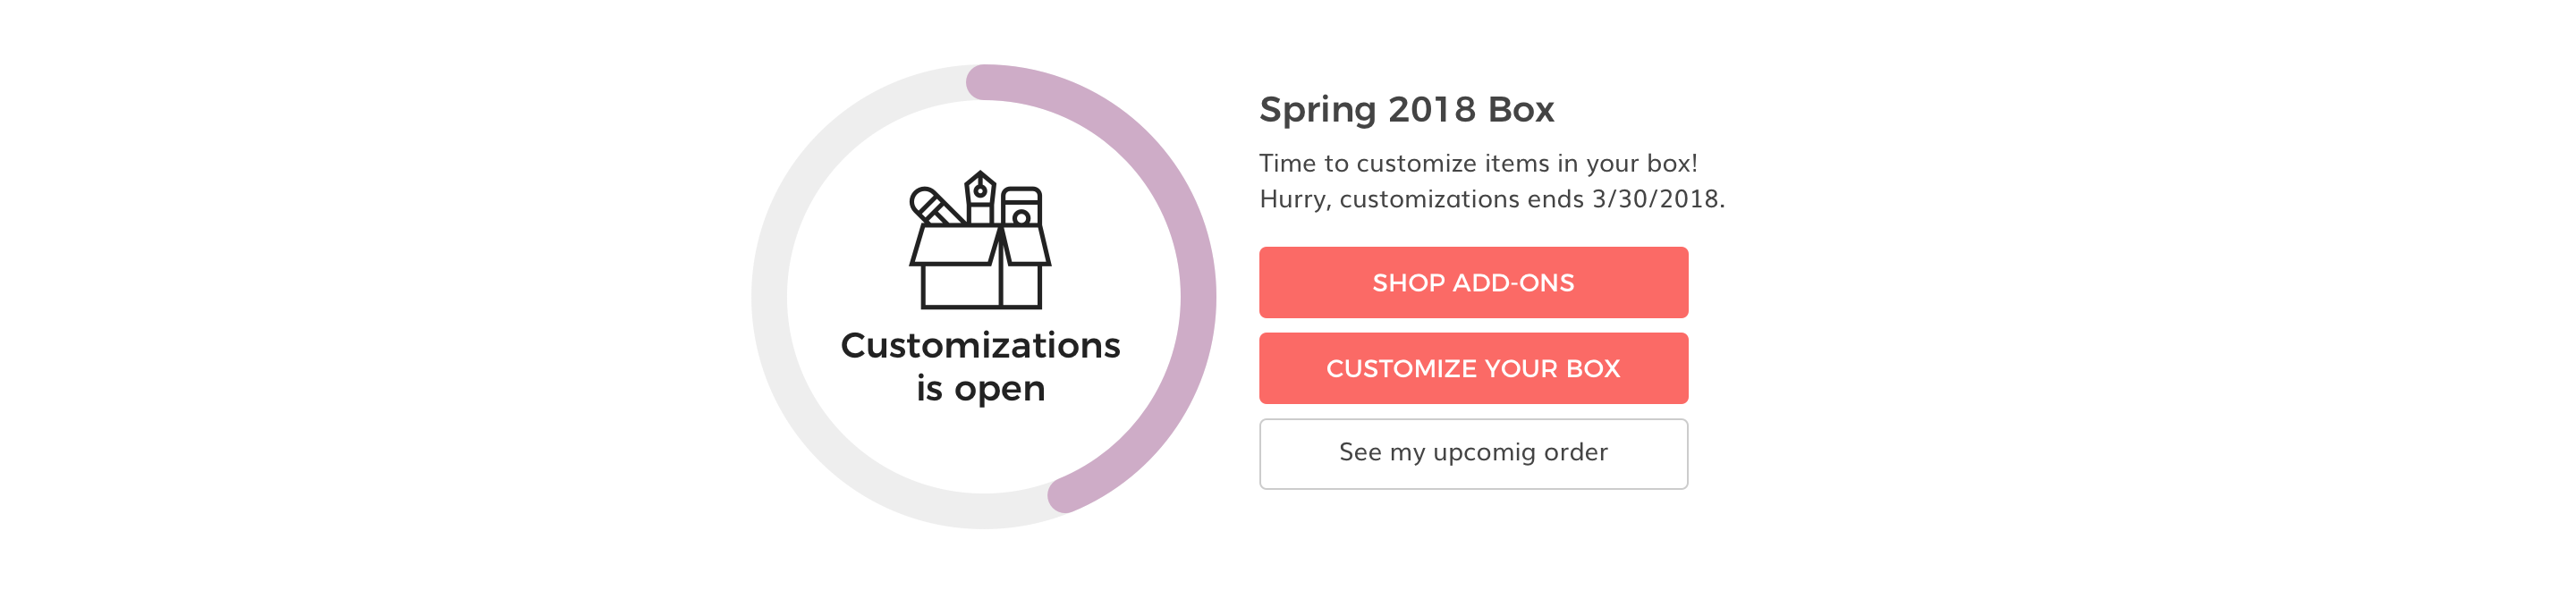 Customizations
is open
Spring 2018 Box
Time to customize items in your box!
Hurry, customizations ends 3/30/2018.
SHOP ADD-ONS
CUSTOMIZE YOUR BOX
See my upcomig order